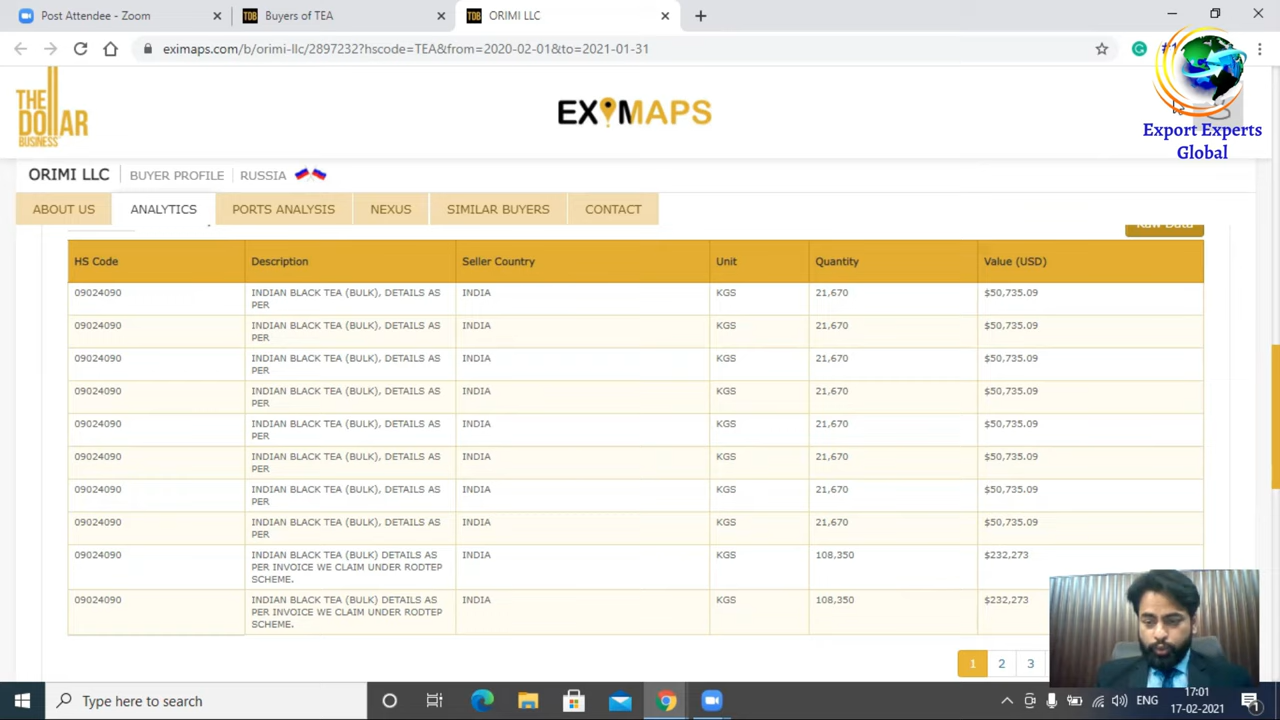 Post Attendee - Zoom
Buyers of TEA
ORIMI LLC
eximaps.com/b/orimi-llc/2897232?hscode=TEA&from=2020-02-01&to=2021-01-31
THE DOLLAR BUSINESS
EXIMAPS
Export Experts
Global
ORIMI LLC BUYER PROFILE RUSSIA
ABOUT US ANALYTICS PORTS ANALYSIS NEXUS SIMILAR BUYERS CONTACT
Raw Data
HS Code Description Seller Country Unit Quantity Value (USD)
09024090 INDIAN BLACK TEA (BULK), DETAILS AS INDIA KGS 21,670 $50,735.09
PER
09024090 INDIAN BLACK TEA (BULK), DETAILS AS INDIA KGS 21,670 $50,735.09
PER
09024090 INDIAN BLACK TEA (BULK), DETAILS AS INDIA KGS 21,670 $50,735.09
PER
09024090 INDIAN BLACK TEA (BULK), DETAILS AS INDIA KGS 21,670 $50,735.09
PER
09024090 INDIAN BLACK TEA (BULK), DETAILS AS INDIA KGS 21,670 $50,735.09
PER
09024090 INDIAN BLACK TEA (BULK), DETAILS AS INDIA KGS 21,670 $50,735.09
PER
09024090 INDIAN BLACK TEA (BULK), DETAILS AS INDIA KGS 21,670 $50,735.09
PER
09024090 INDIAN BLACK TEA (BULK), DETAILS AS INDIA KGS 21,670 $50,735.09
PER
09024090 INDIAN BLACK TEA (BULK) DETAILS AS INDIA KGS 108,350 $232,273
PER INVOICE WE CLAIM UNDER RODTEP
SCHEME.
09024090 INDIAN BLACK TEA (BULK) DETAILS AS INDIA KGS 108,350 $232,273
PER INVOICE WE CLAIM UNDER RODTEP
SCHEME.
1 2 3
Type here to search
ENG
17:01
17-02-2021
1